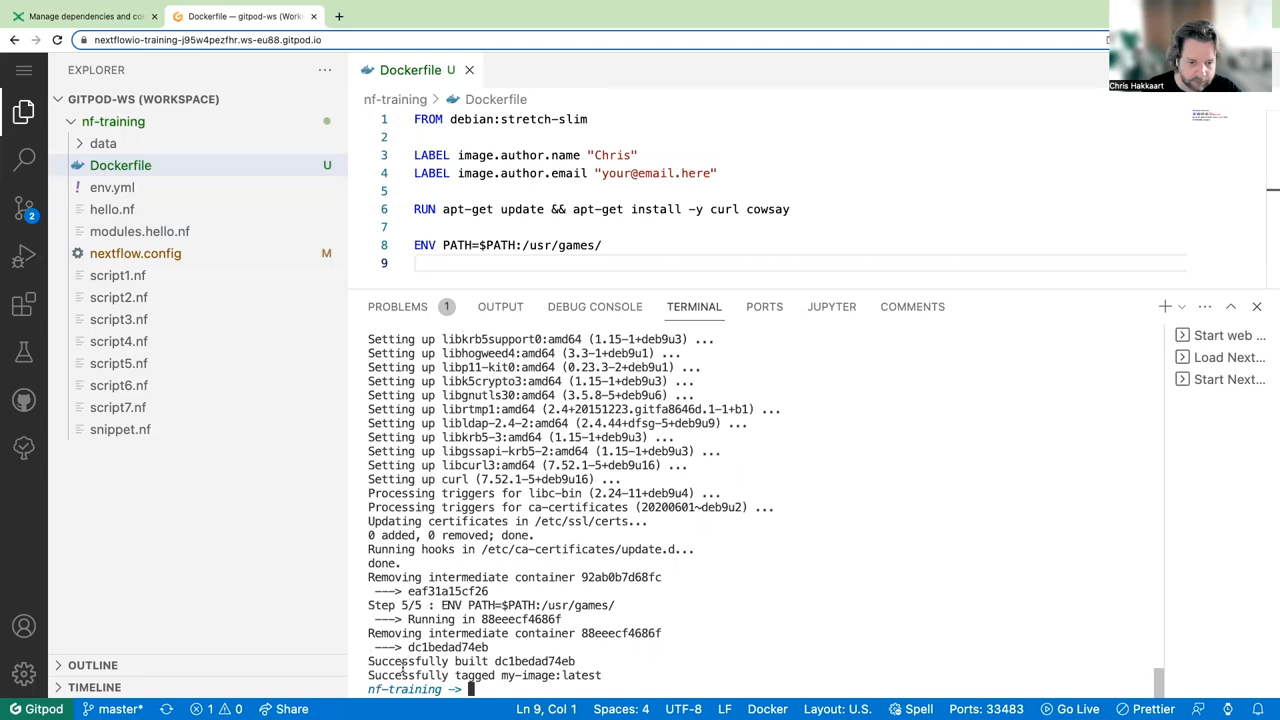 Manage dependencies and co
Dockerfile — gitpod-ws (Work
nextflowio-training-j95w4pezfhr.ws-eu88.gitpod.io
Chris Hakkaart
EXPLORER
GITPOD-WS (WORKSPACE)
nf-training
data
Dockerfile U
env.yml
hello.nf
modules.hello.nf
nextflow.config M
script1.nf
script2.nf
script3.nf
script4.nf
script5.nf
script6.nf
script7.nf
snippet.nf
OUTLINE
TIMELINE
2
Dockerfile U
nf-training > Dockerfile
1 FROM debian:stretch-slim
2
3 LABEL image.author.name "Chris"
4 LABEL image.author.email "your@email.here"
5
6 RUN apt-get update && apt-get install -y curl cowsay
7
8 ENV PATH=$PATH:/usr/games/
9
PROBLEMS 1 OUTPUT DEBUG CONSOLE TERMINAL PORTS JUPYTER COMMENTS
Setting up libkrb5support0:amd64 (1.15-1+deb9u3) ...
Setting up libhogweed4:amd64 (3.3-1+deb9u1) ...
Setting up libp11-kit0:amd64 (0.23.3-2+deb9u1) ...
Setting up libk5crypto3:amd64 (1.15-1+deb9u3) ...
Setting up libgnutls30:amd64 (3.5.8-5+deb9u6) ...
Setting up librtmp1:amd64 (2.4+20151223.gitfa8646d.1-1+b1) ...
Setting up libldap-2.4-2:amd64 (2.4.44+dfsg-5+deb9u9) ...
Setting up libkrb5-3:amd64 (1.15-1+deb9u3) ...
Setting up libgssapi-krb5-2:amd64 (1.15-1+deb9u3) ...
Setting up libcurl3:amd64 (7.52.1-5+deb9u16) ...
Setting up curl (7.52.1-5+deb9u16) ...
Processing triggers for libc-bin (2.24-11+deb9u4) ...
Processing triggers for ca-certificates (20200601~deb9u2) ...
Updating certificates in /etc/ssl/certs...
0 added, 0 removed; done.
Running hooks in /etc/ca-certificates/update.d...
done.
Removing intermediate container 92ab0b7d68fc
---> eaf31a15cf26
Step 5/5 : ENV PATH=$PATH:/usr/games/
---> Running in 88eeecf4686f
Removing intermediate container 88eeecf4686f
---> dc1bedad74eb
Successfully built dc1bedad74eb
Successfully tagged my-image:latest
nf-training ->
Start web ...
Load Next...
Start Next...
Gitpod master* 1 0 Share Ln 9, Col 1 Spaces: 4 UTF-8 LF Docker Layout: U.S. Spell Ports: 33483 Go Live Prettier